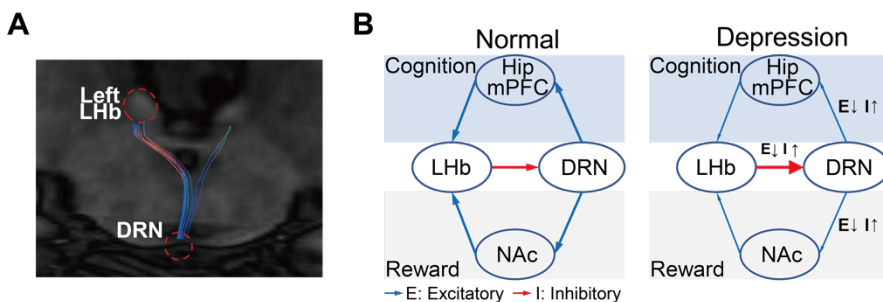 A
Left
LHb
DRN
B
Normal
Cognition
Hip
mPFC
LHb
DRN
NAc
Reward
E: Excitatory I: Inhibitory
Depression
Cognition
Hip
mPFC
E↓ I↑
E↓ I↑
LHb
DRN
E↓ I↑
NAc
Reward